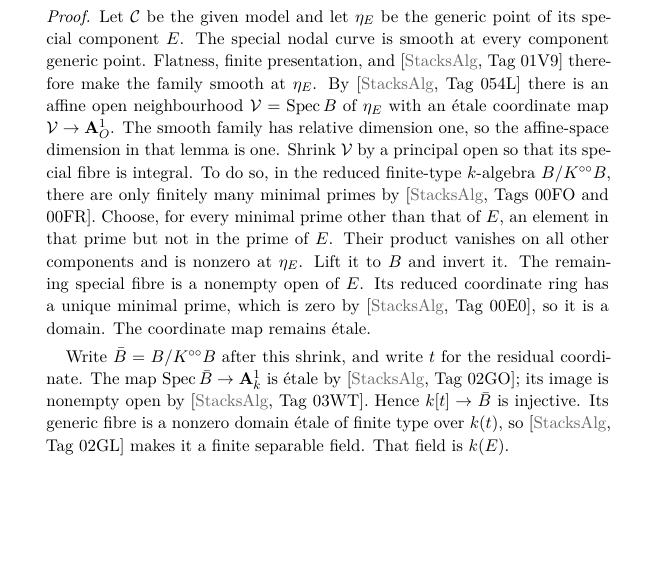 Proof. Let 𝒞 be the given model and let η_E be the generic point of its spe-
cial component E. The special nodal curve is smooth at every component
generic point. Flatness, finite presentation, and [StacksAlg, Tag 01V9] there-
fore make the family smooth at η_E. By [StacksAlg, Tag 054L] there is an
affine open neighbourhood 𝒱 = Spec B of η_E with an étale coordinate map
𝒱 → A¹_O. The smooth family has relative dimension one, so the affine-space
dimension in that lemma is one. Shrink 𝒱 by a principal open so that its spe-
cial fibre is integral. To do so, in the reduced finite-type k-algebra B/K°°B,
there are only finitely many minimal primes by [StacksAlg, Tags 00FO and
00FR]. Choose, for every minimal prime other than that of E, an element in
that prime but not in the prime of E. Their product vanishes on all other
components and is nonzero at η_E. Lift it to B and invert it. The remain-
ing special fibre is a nonempty open of E. Its reduced coordinate ring has
a unique minimal prime, which is zero by [StacksAlg, Tag 00E0], so it is a
domain. The coordinate map remains étale.
Write B̄ = B/K°°B after this shrink, and write t for the residual coordi-
nate. The map Spec B̄ → A¹_k is étale by [StacksAlg, Tag 02GO]; its image is
nonempty open by [StacksAlg, Tag 03WT]. Hence k[t] → B̄ is injective. Its
generic fibre is a nonzero domain étale of finite type over k(t), so [StacksAlg,
Tag 02GL] makes it a finite separable field. That field is k(E).